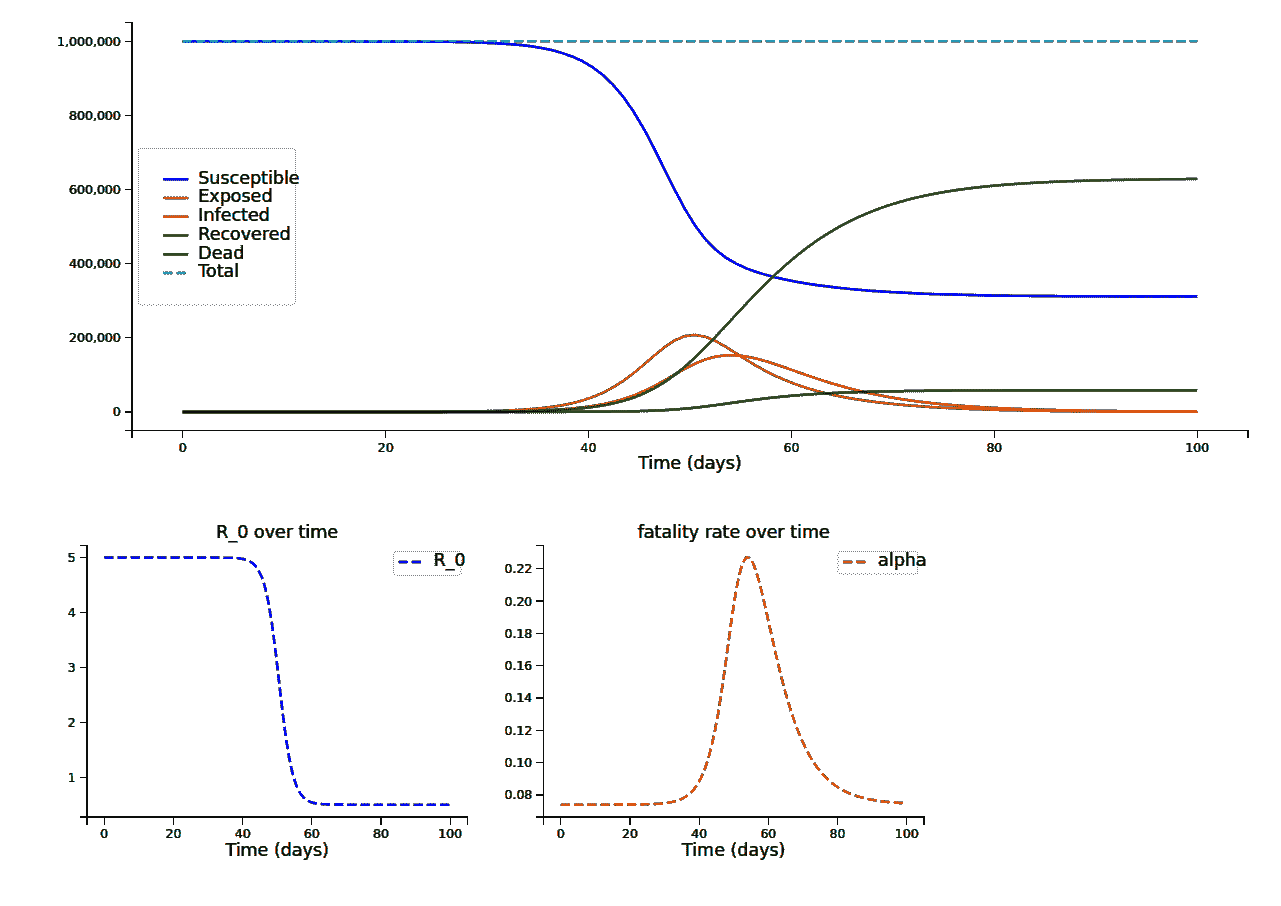 1,000,000
800,000
600,000
400,000
200,000
0
Susceptible
Exposed
Infected
Recovered
Dead
Total
0 20 40 60 80 100
Time (days)
R_0 over time
R_0
5
4
3
2
1
0 20 40 60 80 100
Time (days)
fatality rate over time
alpha
0.22
0.20
0.18
0.16
0.14
0.12
0.10
0.08
0 20 40 60 80 100
Time (days)